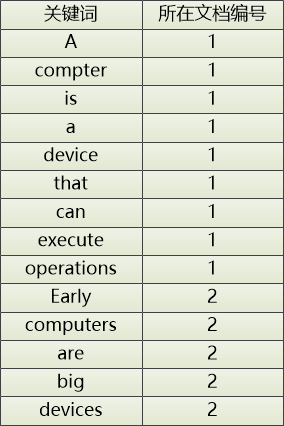 关键词 所在文档编号
A 1
compter 1
is 1
a 1
device 1
that 1
can 1
execute 1
operations 1
Early 2
computers 2
are 2
big 2
devices 2